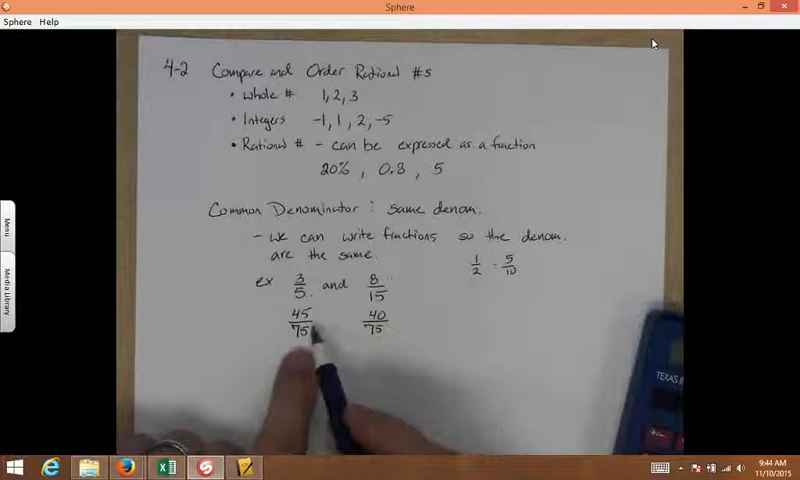 Sphere
Sphere Help
4-2 Compare and Order Rational #s
• Whole # 1, 2, 3
• Integers -1, 1, 2, -5
• Rational # - can be expressed as a fraction
20%, 0.8, 5
Common Denominator: same denom.
- we can write fractions so the denom.
are the same.
1/2 = 5/10
ex 3/5 and 8/15
45/75 40/75
Menu
Media Library
TEXAS I
+/-
9:44 AM
11/10/2015